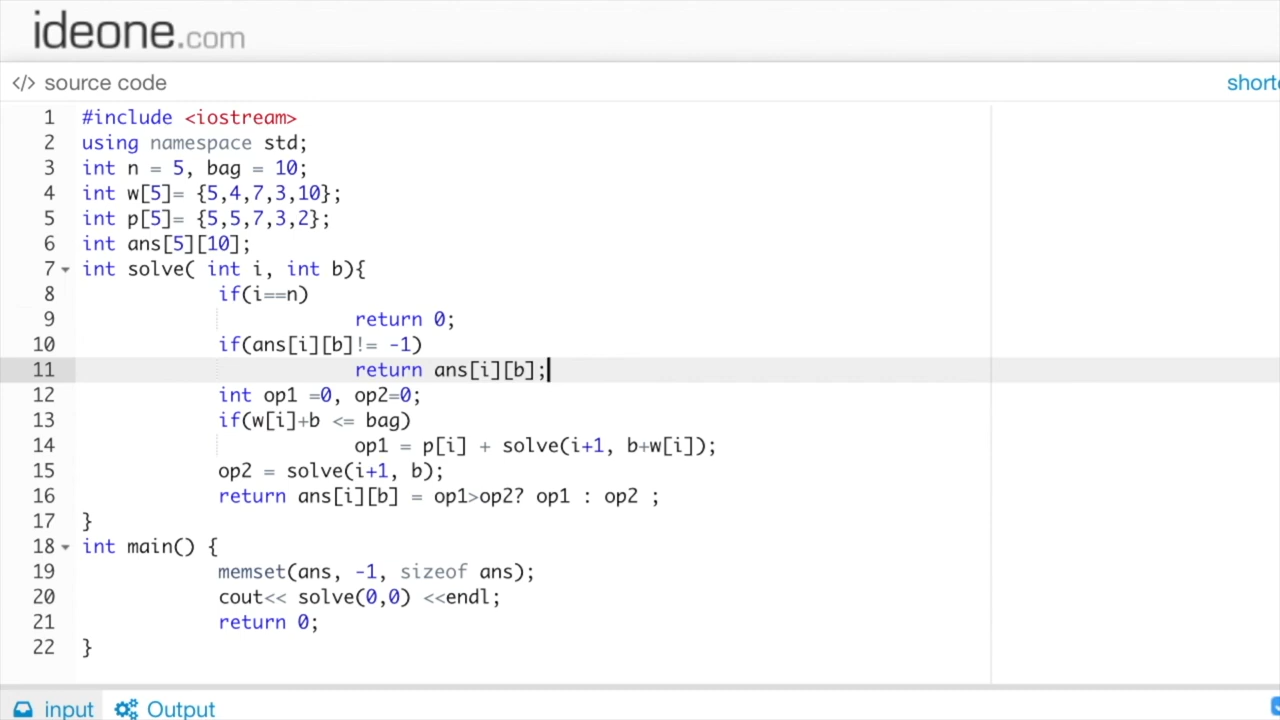 ideone.com
</> source code
shorto
1 #include <iostream>
2 using namespace std;
3 int n = 5, bag = 10;
4 int w[5]= {5,4,7,3,10};
5 int p[5]= {5,5,7,3,2};
6 int ans[5][10];
7 int solve( int i, int b){
8 if(i==n)
9 return 0;
10 if(ans[i][b]!= -1)
11 return ans[i][b];
12 int op1 =0, op2=0;
13 if(w[i]+b <= bag)
14 op1 = p[i] + solve(i+1, b+w[i]);
15 op2 = solve(i+1, b);
16 return ans[i][b] = op1>op2? op1 : op2 ;
17 }
18 int main() {
19 memset(ans, -1, sizeof ans);
20 cout<< solve(0,0) <<endl;
21 return 0;
22 }
input Output